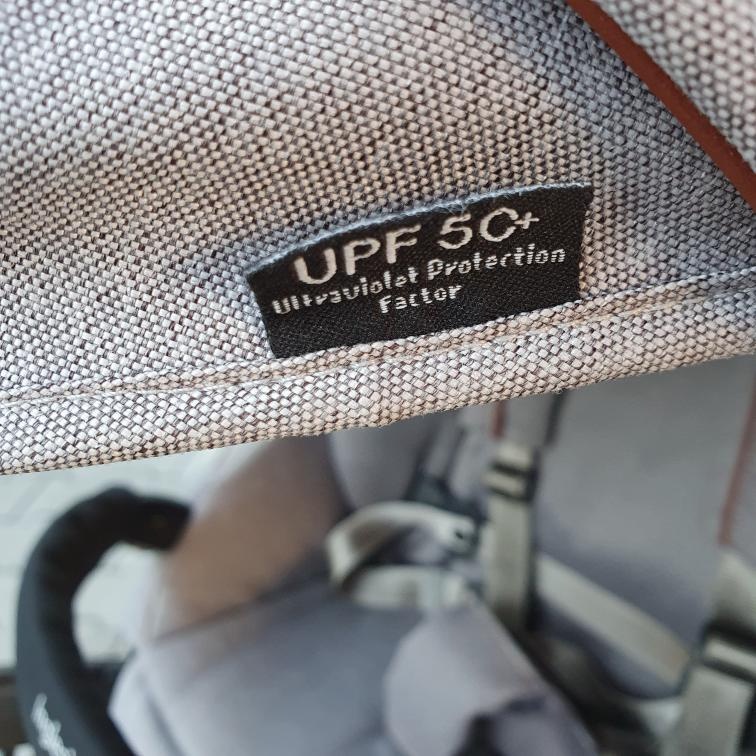 UPF 50+
Ultraviolet Protection
Factor